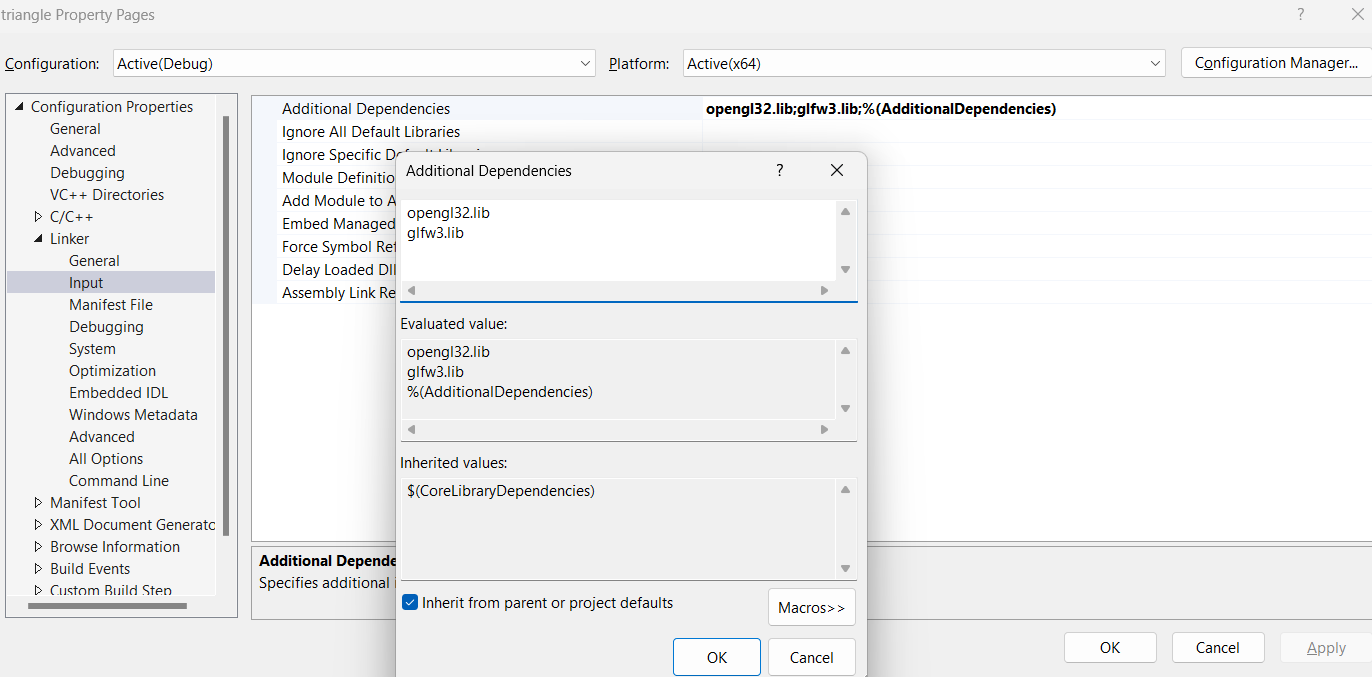 triangle Property Pages
?
Configuration: Active(Debug) Platform: Active(x64) Configuration Manager...
Configuration Properties
General
Advanced
Debugging
VC++ Directories
C/C++
Linker
General
Input
Manifest File
Debugging
System
Optimization
Embedded IDL
Windows Metadata
Advanced
All Options
Command Line
Manifest Tool
XML Document Generato
Browse Information
Build Events
Custom Build Step
Additional Dependencies opengl32.lib;glfw3.lib;%(AdditionalDependencies)
Ignore All Default Libraries
Ignore Specific
Module Definitio
Add Module to A
Embed Managed
Force Symbol Ref
Delay Loaded Dll
Assembly Link Re
Additional Depende
Specifies additional
Additional Dependencies
?
opengl32.lib
glfw3.lib
Evaluated value:
opengl32.lib
glfw3.lib
%(AdditionalDependencies)
Inherited values:
$(CoreLibraryDependencies)
Inherit from parent or project defaults
Macros>>
OK Cancel
OK Cancel Apply